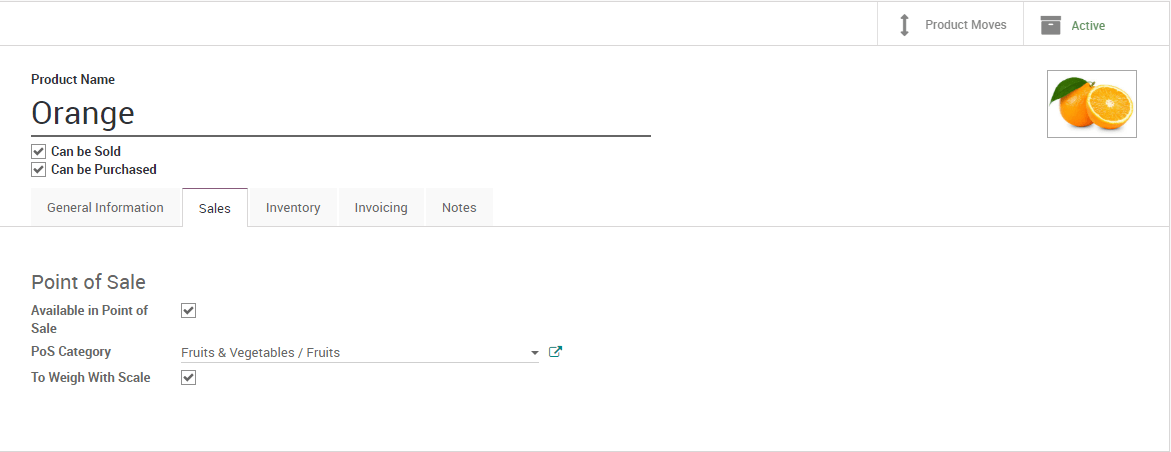 Product Moves
Active
Product Name
Orange
Can be Sold
Can be Purchased
General Information
Sales
Inventory
Invoicing
Notes
Point of Sale
Available in Point of
Sale
PoS Category
Fruits & Vegetables / Fruits
To Weigh With Scale